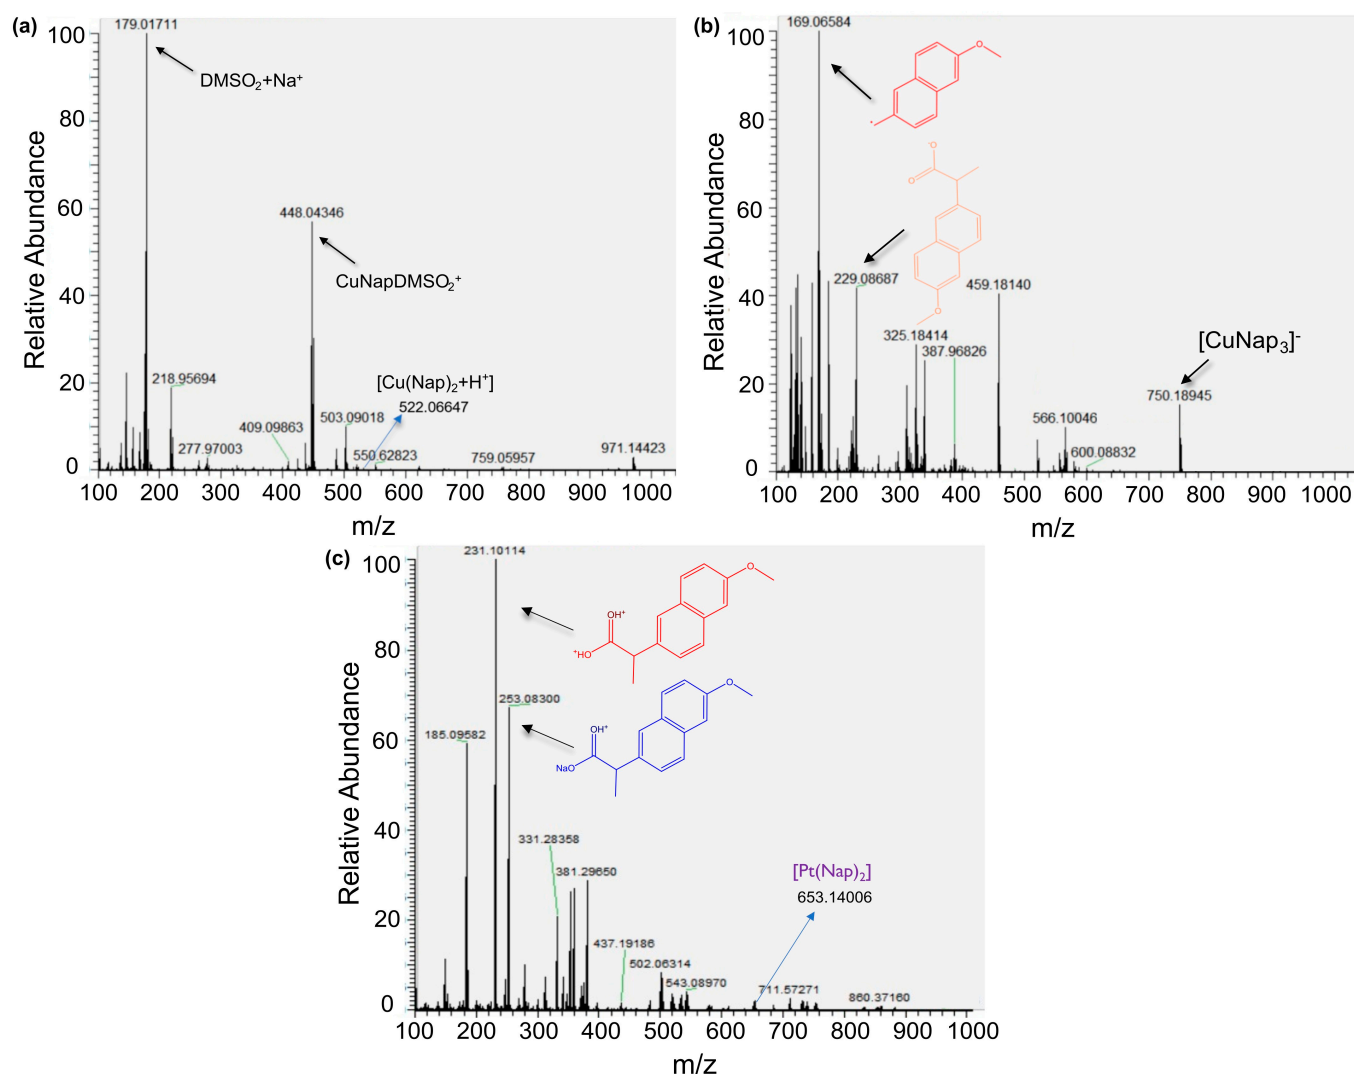 (a)
179.01711
DMSO₂+Na⁺
448.04346
CuNapDMSO₂⁺
[Cu(Nap)₂+H⁺]
522.06647
218.95694
277.97003
409.09863
503.09018
550.62823
759.05957
971.14423
100
80
60
40
20
0
Relative Abundance
100 200 300 400 500 600 700 800 900 1000
m/z
(b)
169.06584
O
-O
O
O
229.08687
459.18140
325.18414
387.96826
[CuNap₃]⁻
750.18945
566.10046
600.08832
100
80
60
40
20
0
Relative Abundance
100 200 300 400 500 600 700 800 900 1000
m/z
(c)
231.10114
O
OH⁺
⁺HO
253.08300
O
OH⁺
NaO
185.09582
331.28358
381.29650
437.19186
502.06314
543.08970
[Pt(Nap)₂]
653.14006
711.57271
860.37160
100
80
60
40
20
0
Relative Abundance
100 200 300 400 500 600 700 800 900 1000
m/z